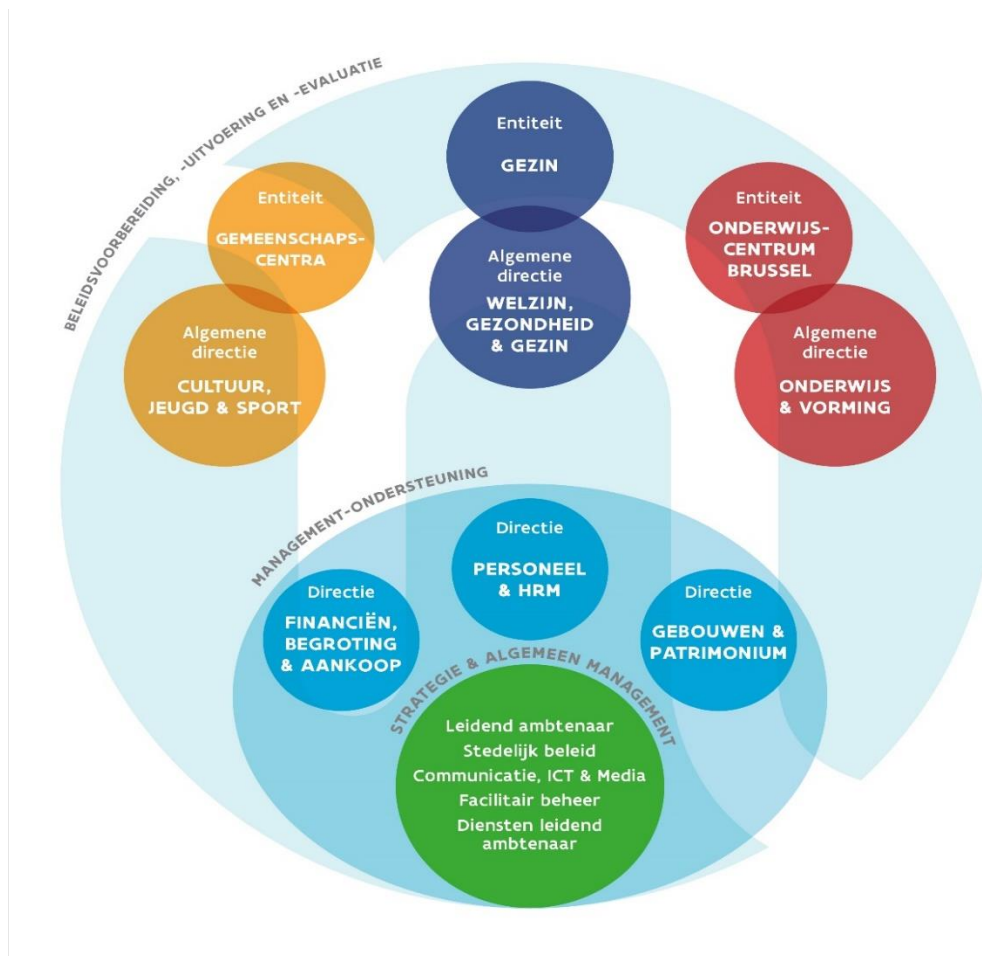 BELEIDSVOORBEREIDING, -UITVOERING EN -EVALUATIE
Entiteit
GEZIN
Entiteit
GEMEENSCHAPS-
CENTRA
Entiteit
ONDERWIJS-
CENTRUM
BRUSSEL
Algemene
directie
WELZIJN,
GEZONDHEID
& GEZIN
Algemene
directie
CULTUUR,
JEUGD & SPORT
Algemene
directie
ONDERWIJS
& VORMING
MANAGEMENT-ONDERSTEUNING
Directie
PERSONEEL
& HRM
Directie
FINANCIËN,
BEGROTING
& AANKOOP
Directie
GEBOUWEN &
PATRIMONIUM
STRATEGIE & ALGEMEEN MANAGEMENT
Leidend ambtenaar
Stedelijk beleid
Communicatie, ICT & Media
Facilitair beheer
Diensten leidend
ambtenaar